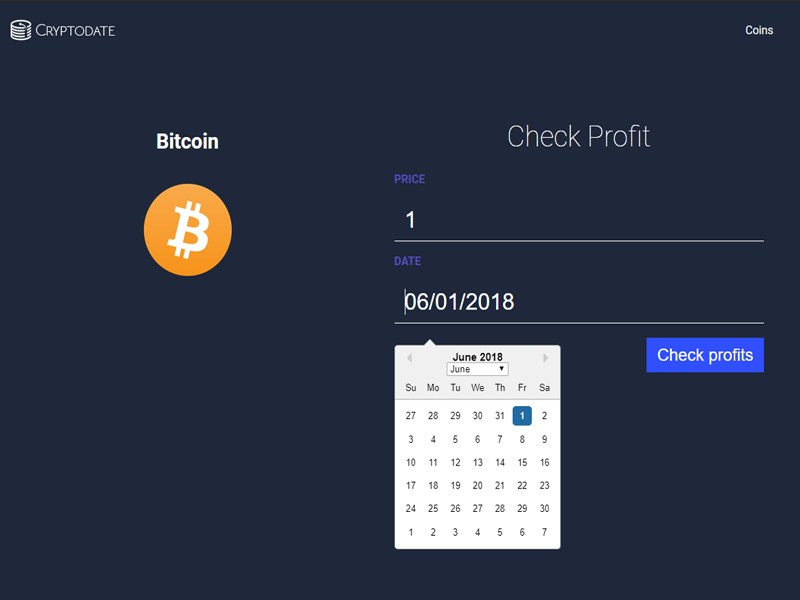 CRYPTODATE
Coins
Bitcoin
Check Profit
PRICE
1
DATE
06/01/2018
Check profits
June 2018
June
Su Mo Tu We Th Fr Sa
27 28 29 30 31 1 2
3 4 5 6 7 8 9
10 11 12 13 14 15 16
17 18 19 20 21 22 23
24 25 26 27 28 29 30
1 2 3 4 5 6 7